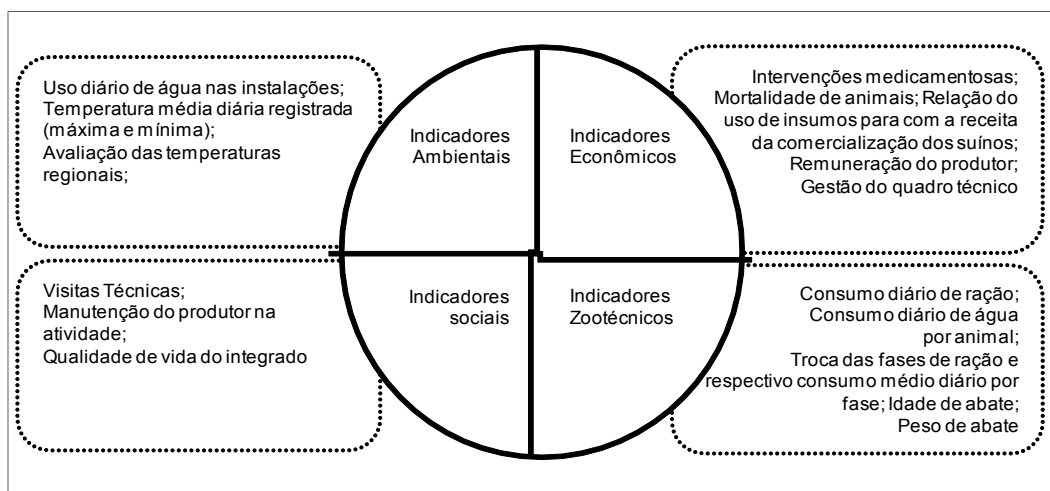 Uso diário de água nas instalações;
Temperatura média diária registrada
(máxima e mínima);
Avaliação das temperaturas
regionais;
Indicadores
Ambientais
Indicadores
Econômicos
Intervenções medicamentosas;
Mortalidade de animais; Relação do
uso de insumos para com a receita
da comercialização dos suínos;
Remuneração do produtor;
Gestão do quadro técnico
Visitas Técnicas;
Manutenção do produtor na
atividade;
Qualidade de vida do integrado
Indicadores
sociais
Indicadores
Zootécnicos
Consumo diário de ração;
Consumo diário de água
por animal;
Troca das fases de ração e
respectivo consumo médio diário por
fase; Idade de abate;
Peso de abate